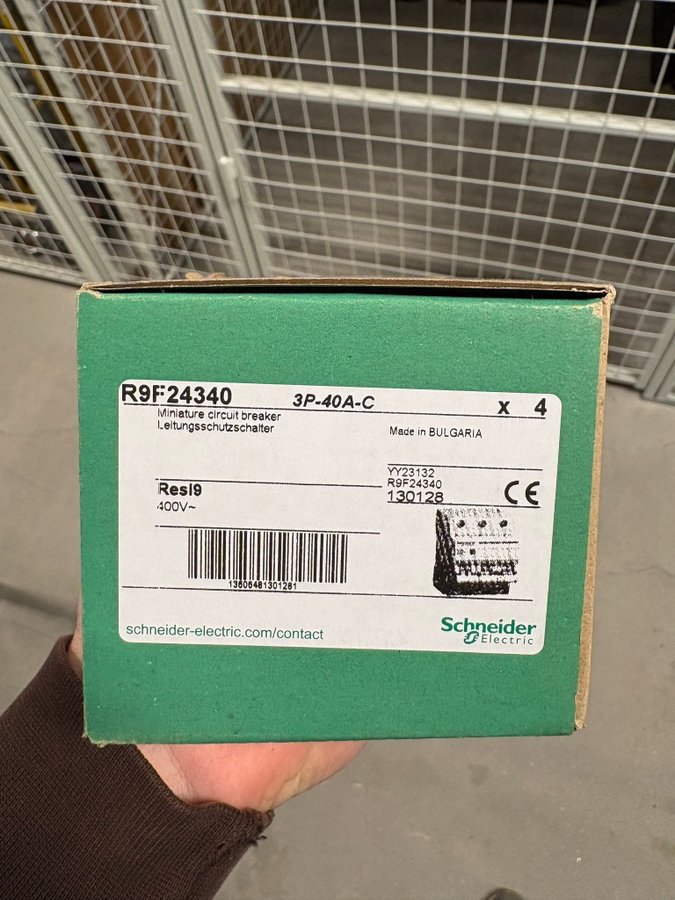 R9F24340 3P-40A-C x 4
Miniature circuit breaker
Leitungsschutzschalter
Made in BULGARIA
YY23132
R9F24340
130128
CE
Resi9
400V~
13606481301281
schneider-electric.com/contact
Schneider
Electric